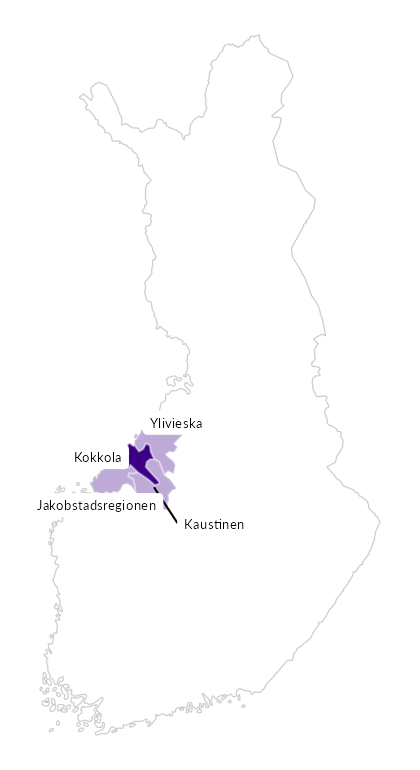 Ylivieska
Kokkola
Jakobstadsregionen
Kaustinen